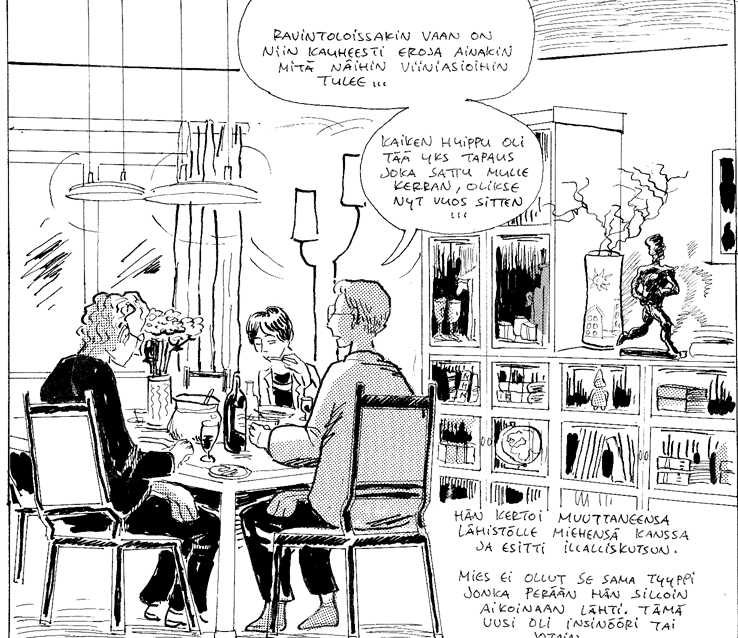 RAVINTOLOISSAKIN VAAN ON
NIIN KAUHEESTI EROJA AINAKIN
MITÄ NÄIHIN VIINIASIOIHIN
TULEE...
KAIKEN HUIPPU OLI
TÄÄ YKS TAPAUS
JOKA SATTU MULLE
KERRAN, OLIKSE
NYT VUOS SITTEN
...
HÄN KERTOI MUUTTANEENSA
LÄHISTÖLLE MIEHENSÄ KANSSA
JA ESITTI ILLALLISKUTSUN.
MIES EI OLLUT SE SAMA TYYPPI
JONKA PERÄÄN HÄN SILLOIN
AIKOINAAN LÄHTI. TÄMÄ
UUSI OLI INSINÖÖRI TAI